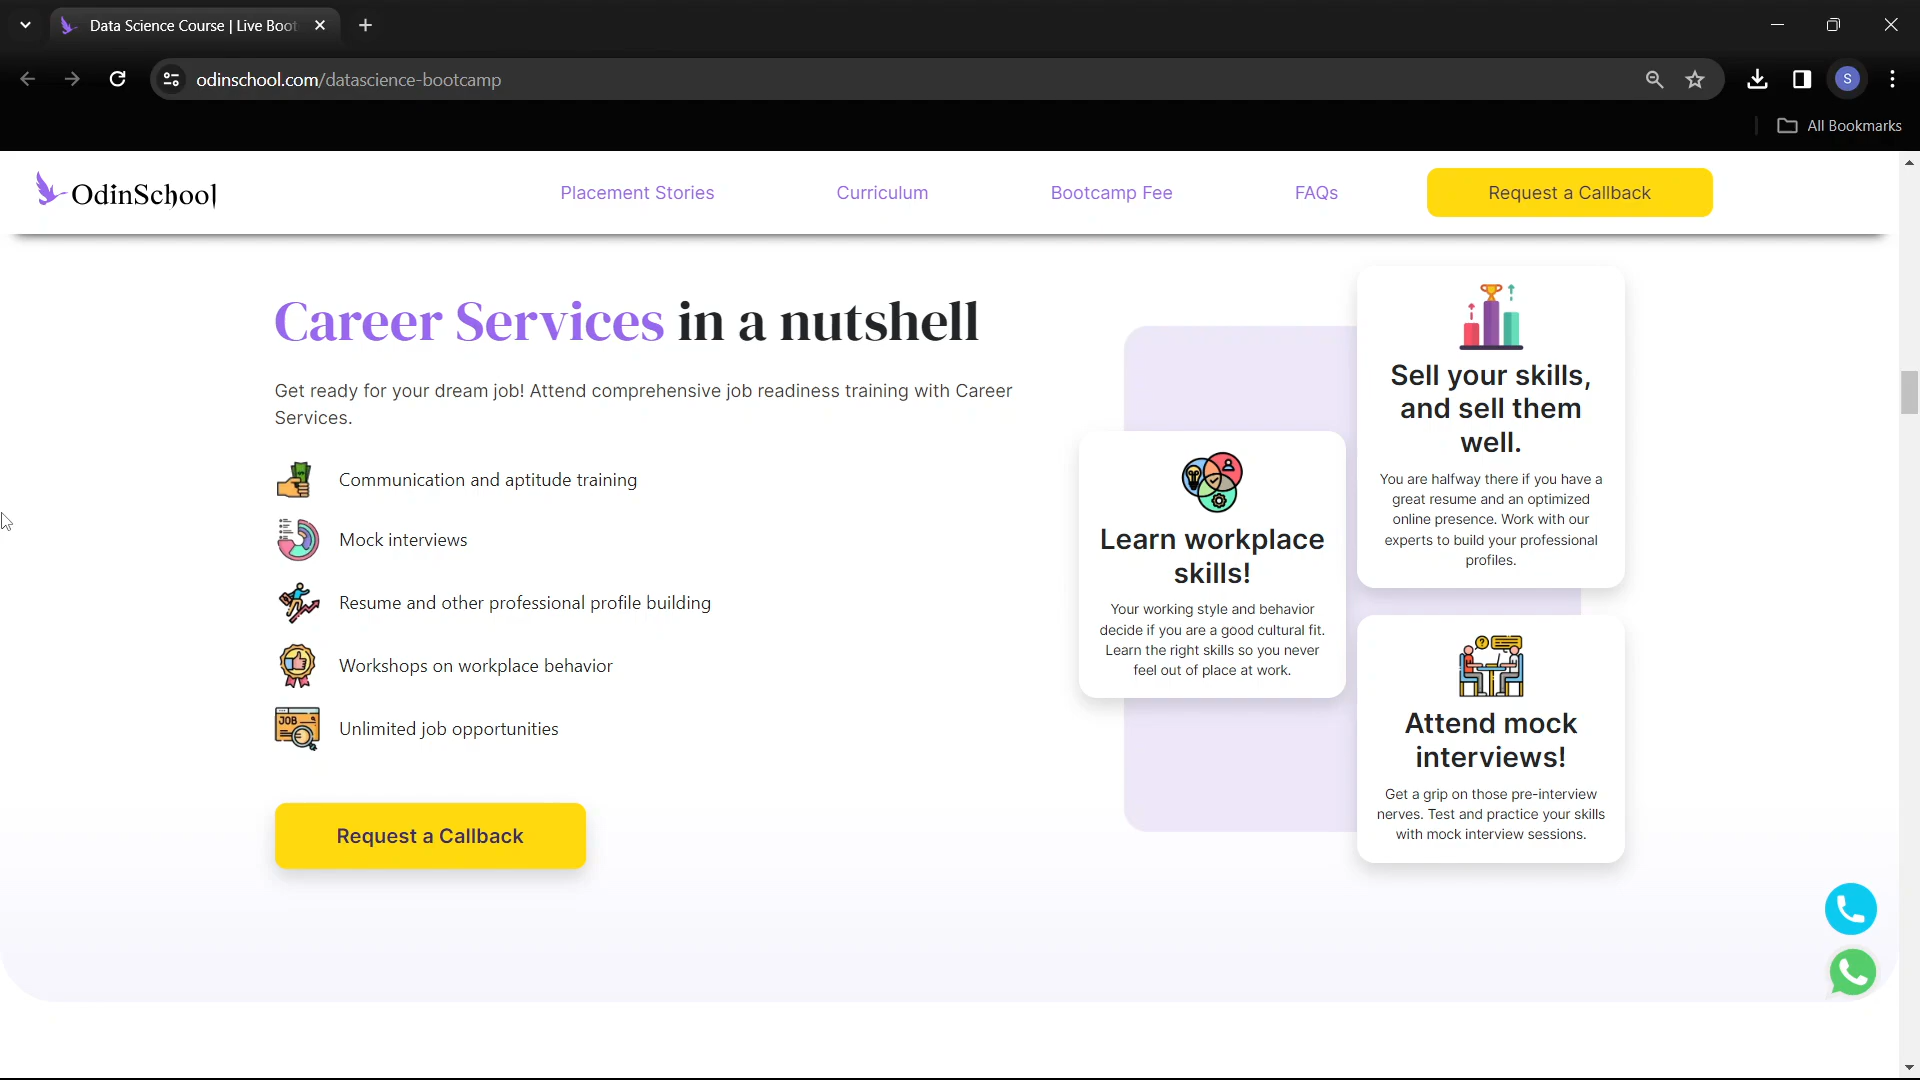 Data Science Course | Live Boot
odinschool.com/datascience-bootcamp
S
All Bookmarks
OdinSchool
Placement Stories
Curriculum
Bootcamp Fee
FAQs
Request a Callback
Career Services in a nutshell
Get ready for your dream job! Attend comprehensive job readiness training with Career
Services.
Communication and aptitude training
Mock interviews
Resume and other professional profile building
Workshops on workplace behavior
JOB
Unlimited job opportunities
Request a Callback
Learn workplace
skills!
Your working style and behavior
decide if you are a good cultural fit.
Learn the right skills so you never
feel out of place at work.
Sell your skills,
and sell them
well.
You are halfway there if you have a
great resume and an optimized
online presence. Work with our
experts to build your professional
profiles.
?
Attend mock
interviews!
Get a grip on those pre-interview
nerves. Test and practice your skills
with mock interview sessions.